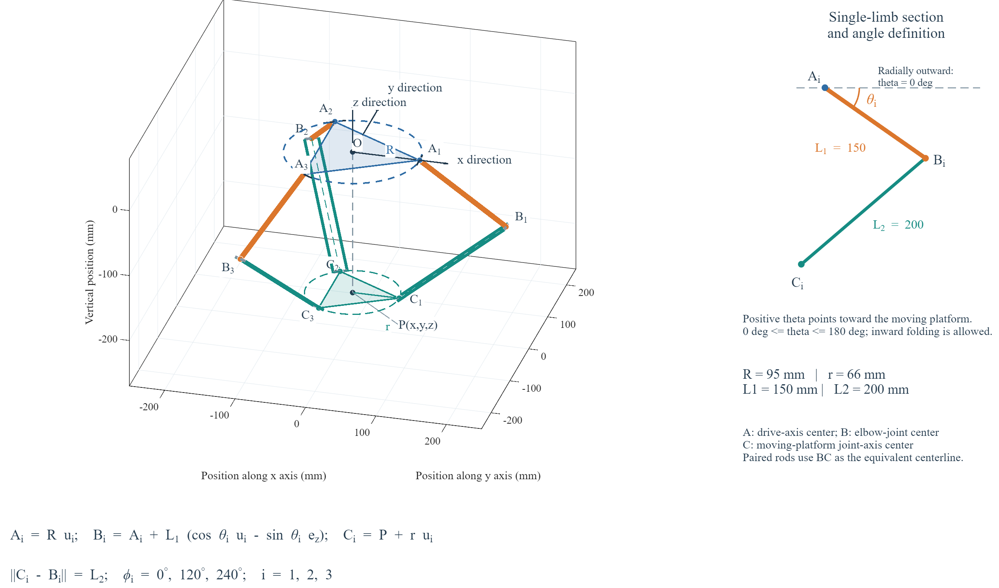 Single-limb section
and angle definition
y direction
z direction
A2
B2
O
R
A1
A3
x direction
B1
B3
C2
C1
C3
r
P(x,y,z)
0
-100
-200
Vertical position (mm)
-200
-100
0
100
200
200
100
0
-100
-200
Position along x axis (mm)
Position along y axis (mm)
Ai
Radially outward:
theta = 0 deg
θi
L1 = 150
Bi
L2 = 200
Ci
Positive theta points toward the moving platform.
0 deg <= theta <= 180 deg; inward folding is allowed.
R = 95 mm | r = 66 mm
L1 = 150 mm | L2 = 200 mm
A: drive-axis center; B: elbow-joint center
C: moving-platform joint-axis center
Paired rods use BC as the equivalent centerline.
Ai = R ui; Bi = Ai + L1 (cos θi ui - sin θi ez); Ci = P + r ui
||Ci - Bi|| = L2; ϕi = 0°, 120°, 240°; i = 1, 2, 3